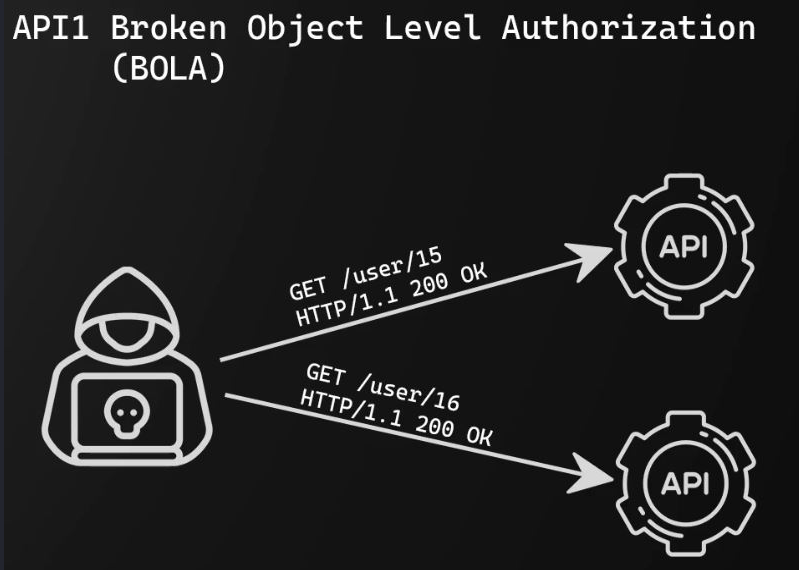 API1 Broken Object Level Authorization
(BOLA)
GET /user/15
HTTP/1.1 200 OK
API
GET /user/16
HTTP/1.1 200 OK
API